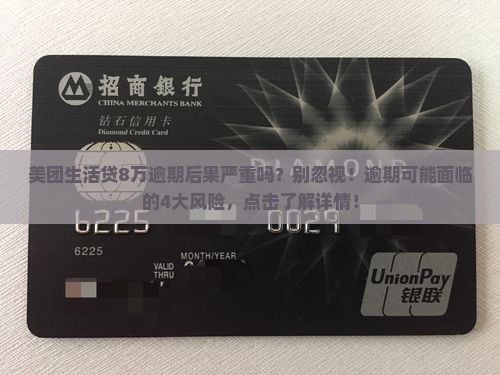 招商銀行
CHINA MERCHANTS BANK
钻石信用卡
Diamond Credit Card
DIAMOND
美团生活贷8万逾期后果严重吗？别忽视！逾期可能面临
的4大风险，点击了解详情！
6225 0029
6225
MONTH/YEAR
VALID
THRU
UnionPay
银联